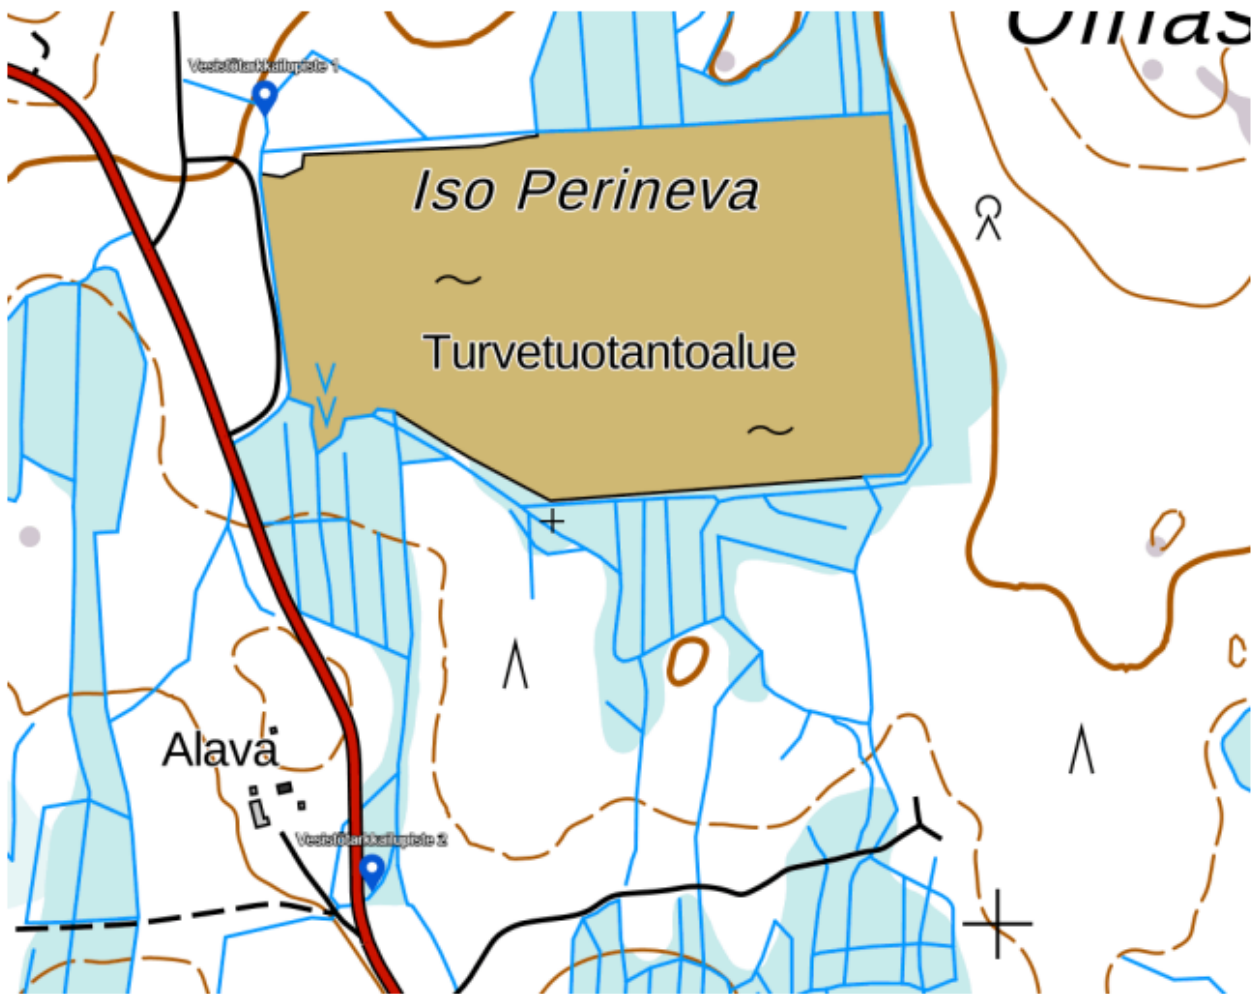 Vesistötarkkailupiste 1
Iso Perineva
Turvetuotantoalue
Alava
Vesistötarkkailupiste 2